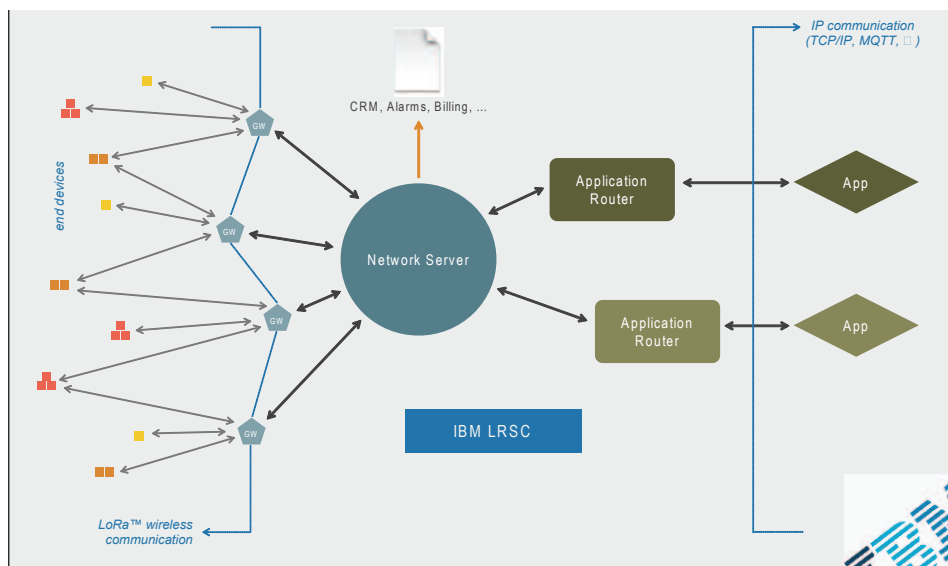 IP communication
(TCP/IP, MQTT, □ )
CRM, Alarms, Billing, ...
GW
end devices
Application
Router
App
GW
Network Server
GW
Application
Router
App
GW
IBM LRSC
LoRa™ wireless
communication